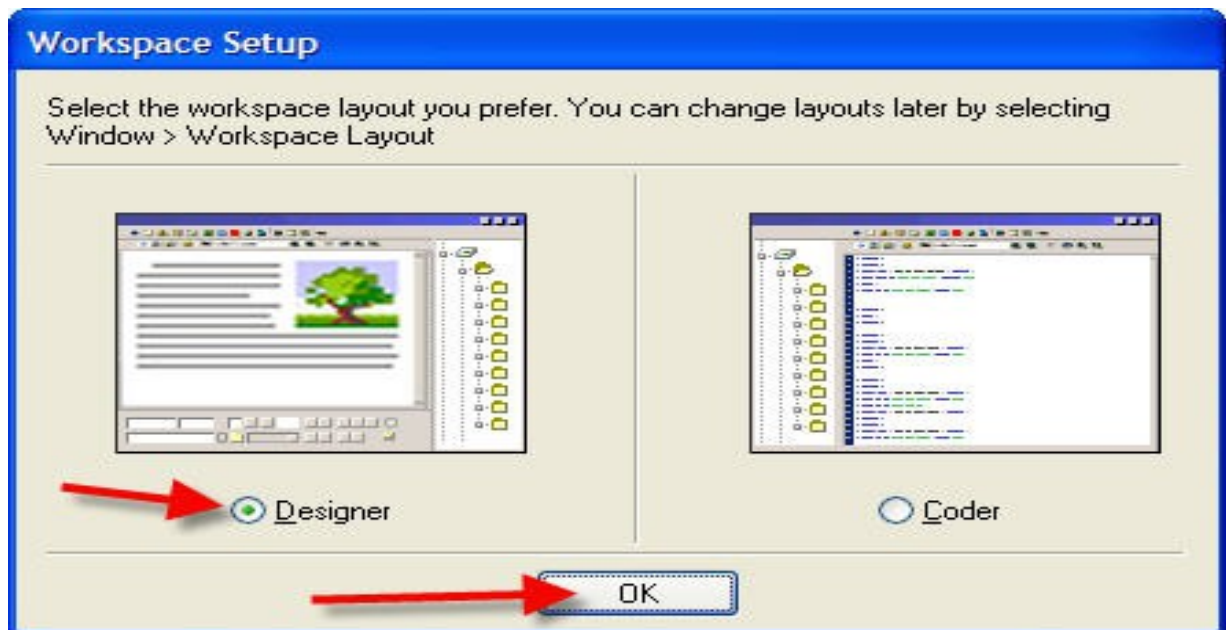 Workspace Setup
Select the workspace layout you prefer. You can change layouts later by selecting
Window > Workspace Layout
Designer
Coder
OK